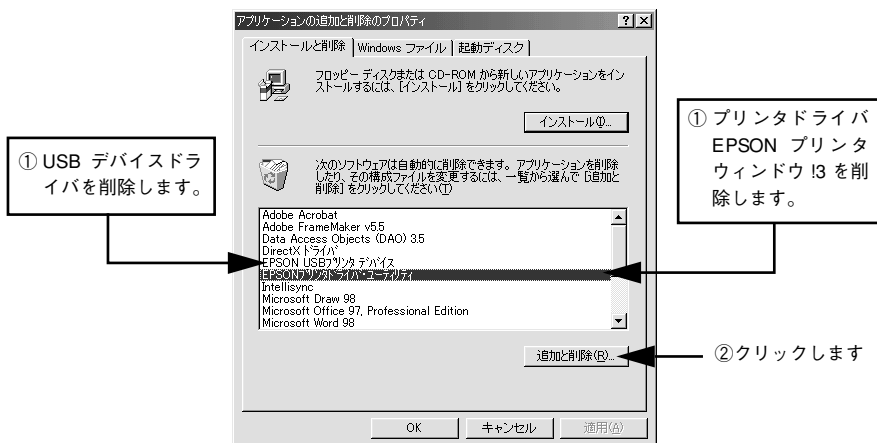 アプリケーションの追加と削除のプロパティ
インストールと削除
Windows ファイル
起動ディスク
フロッピー ディスクまたは CD-ROM から新しいアプリケーションをイン
ストールするには、[インストール] をクリックしてください。
インストール(I)...
① USB デバイスドラ
イバを削除します。
① プリンタドライバ
EPSON プリンタ
ウィンドウ !3 を削
除します。
次のソフトウェアは自動的に削除できます。アプリケーションを削除
したり、その構成ファイルを変更するには、一覧から選んで [追加と
削除] をクリックしてください(T)
Adobe Acrobat
Adobe FrameMaker v5.5
Data Access Objects (DAO) 3.5
DirectX ドライバ
EPSON USBプリンタ デバイス
EPSONプリンタドライバ・ユーティリティ
Intellisync
Microsoft Draw 98
Microsoft Office 97, Professional Edition
Microsoft Word 98
追加と削除(R)...
②クリックします
OK
キャンセル
適用(A)